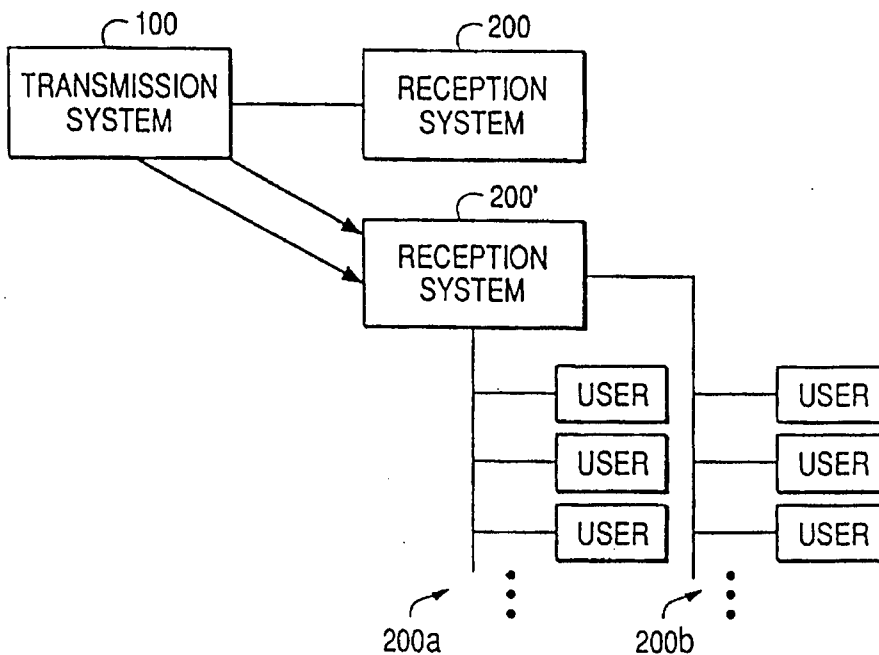 100
TRANSMISSION
SYSTEM
200
RECEPTION
SYSTEM
200'
RECEPTION
SYSTEM
USER
USER
USER
USER
USER
USER
200a
200b